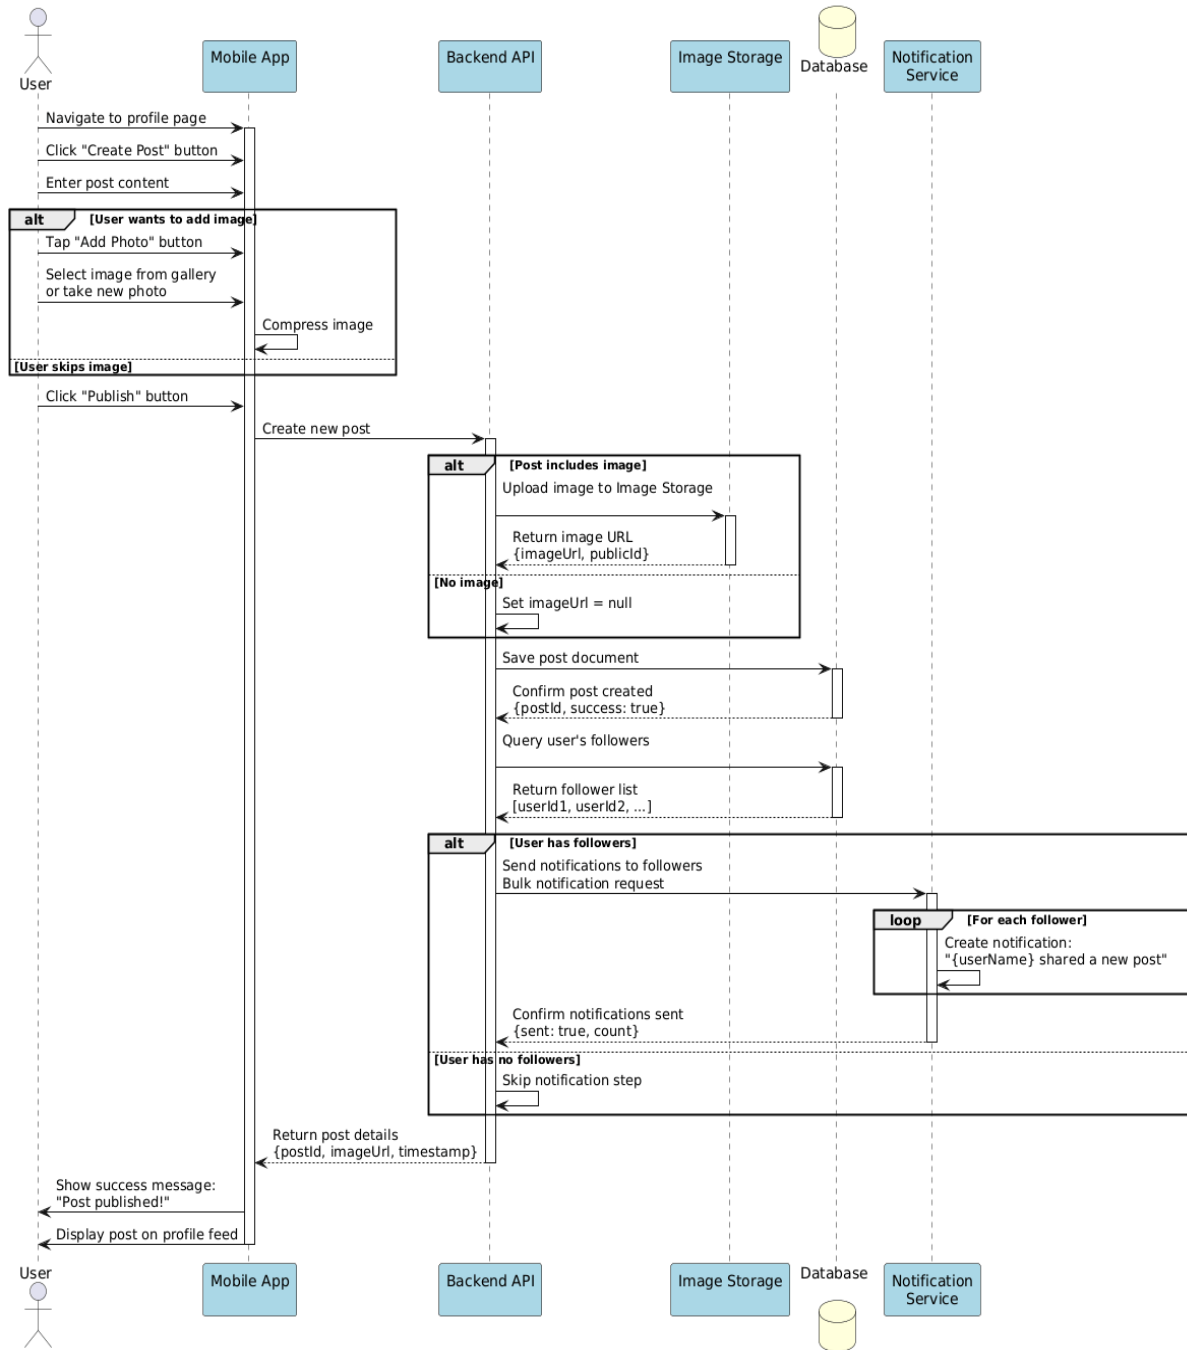 User
Mobile App
Backend API
Image Storage
Database
Notification
Service
Navigate to profile page
Click "Create Post" button
Enter post content
alt
[User wants to add image]
Tap "Add Photo" button
Select image from gallery
or take new photo
Compress image
[User skips image]
Click "Publish" button
Create new post
alt
[Post includes image]
Upload image to Image Storage
Return image URL
{imageUrl, publicId}
[No image]
Set imageUrl = null
Save post document
Confirm post created
{postId, success: true}
Query user's followers
Return follower list
[userId1, userId2, ...]
alt
[User has followers]
Send notifications to followers
Bulk notification request
loop
[For each follower]
Create notification:
"{userName} shared a new post"
Confirm notifications sent
{sent: true, count}
[User has no followers]
Skip notification step
Return post details
{postId, imageUrl, timestamp}
Show success message:
"Post published!"
Display post on profile feed
User
Mobile App
Backend API
Image Storage
Database
Notification
Service